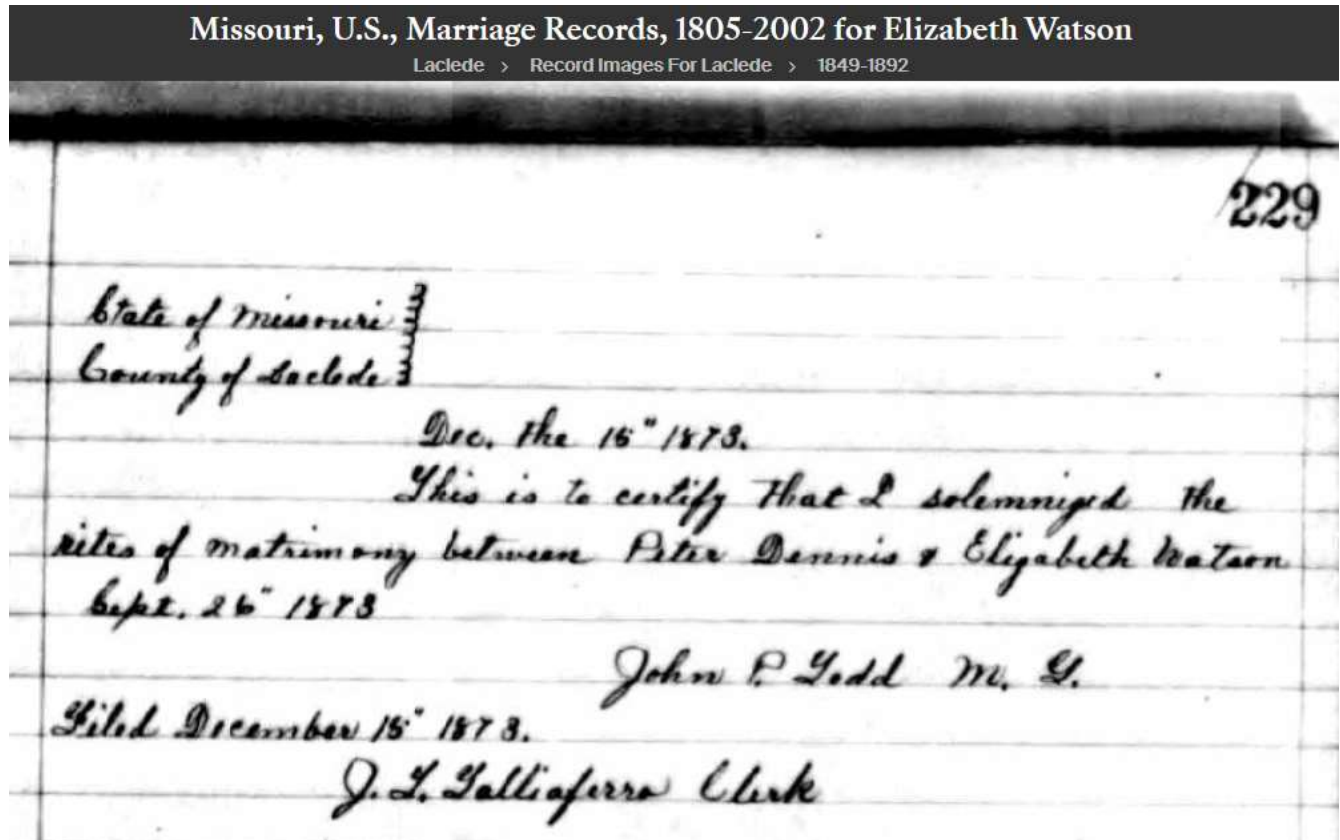 Missouri, U.S., Marriage Records, 1805-2002 for Elizabeth Watson
Laclede > Record Images For Laclede > 1849-1892
229
State of Missouri
County of Laclede
Dec. the 15" 1873.
This is to certify that I solemnized the
rites of matrimony between Peter Dennis & Elizabeth Watson
Sept. 26" 1873
John P. Todd M. G.
Filed December 15" 1873.
J. L. Talliaferro Clerk